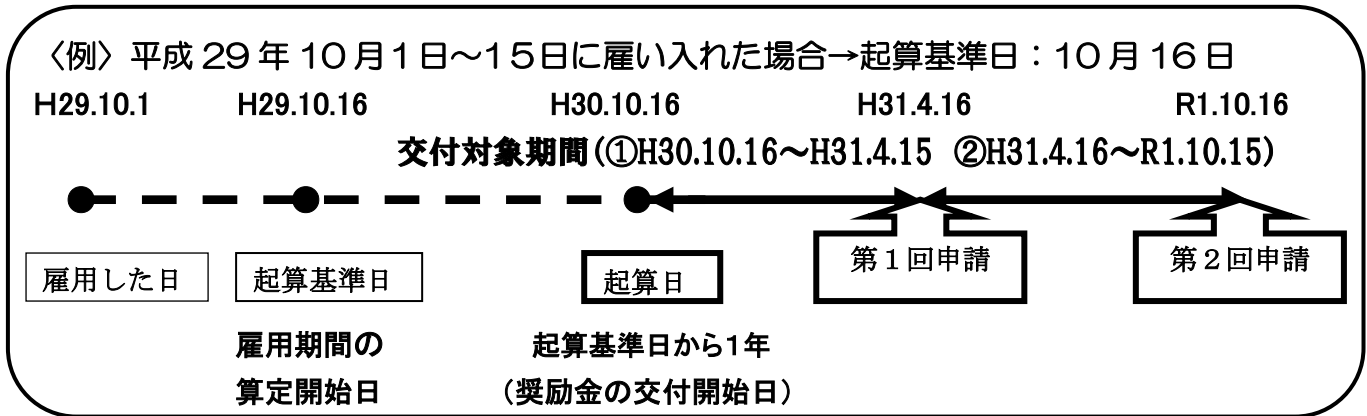 〈例〉平成29年10月1日～15日に雇い入れた場合→起算基準日：10月16日
H29.10.1 H29.10.16 H30.10.16 H31.4.16 R1.10.16
交付対象期間(①H30.10.16～H31.4.15 ②H31.4.16～R1.10.15)
雇用した日 起算基準日 起算日 第１回申請 第２回申請
雇用期間の 起算基準日から1年
算定開始日 （奨励金の交付開始日）